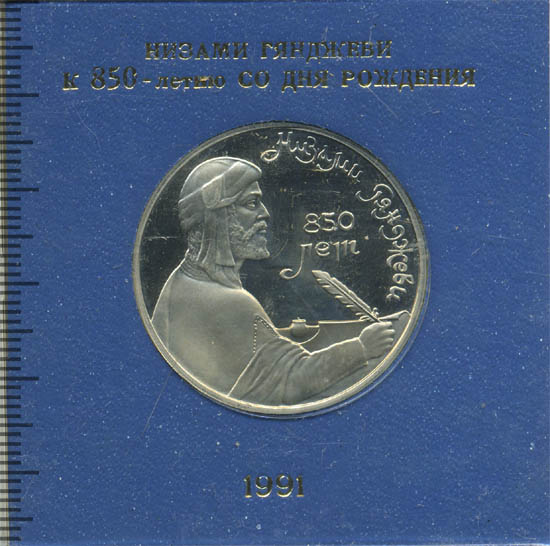 НИЗАМИ ГЯНДЖЕВИ
К 850-летию СО ДНЯ РОЖДЕНИЯ
Низами Гянджеви
850
лет
1991